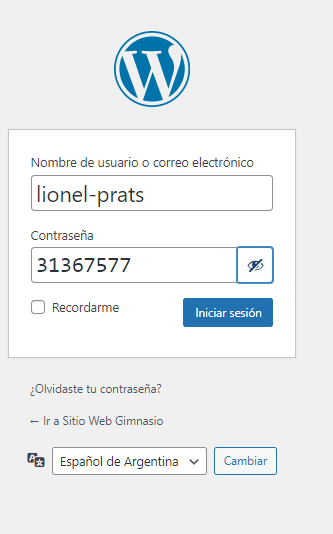 Nombre de usuario o correo electrónico
lionel-prats
Contraseña
31367577
Recordarme
Iniciar sesión
¿Olvidaste tu contraseña?
← Ir a Sitio Web Gimnasio
Español de Argentina
Cambiar